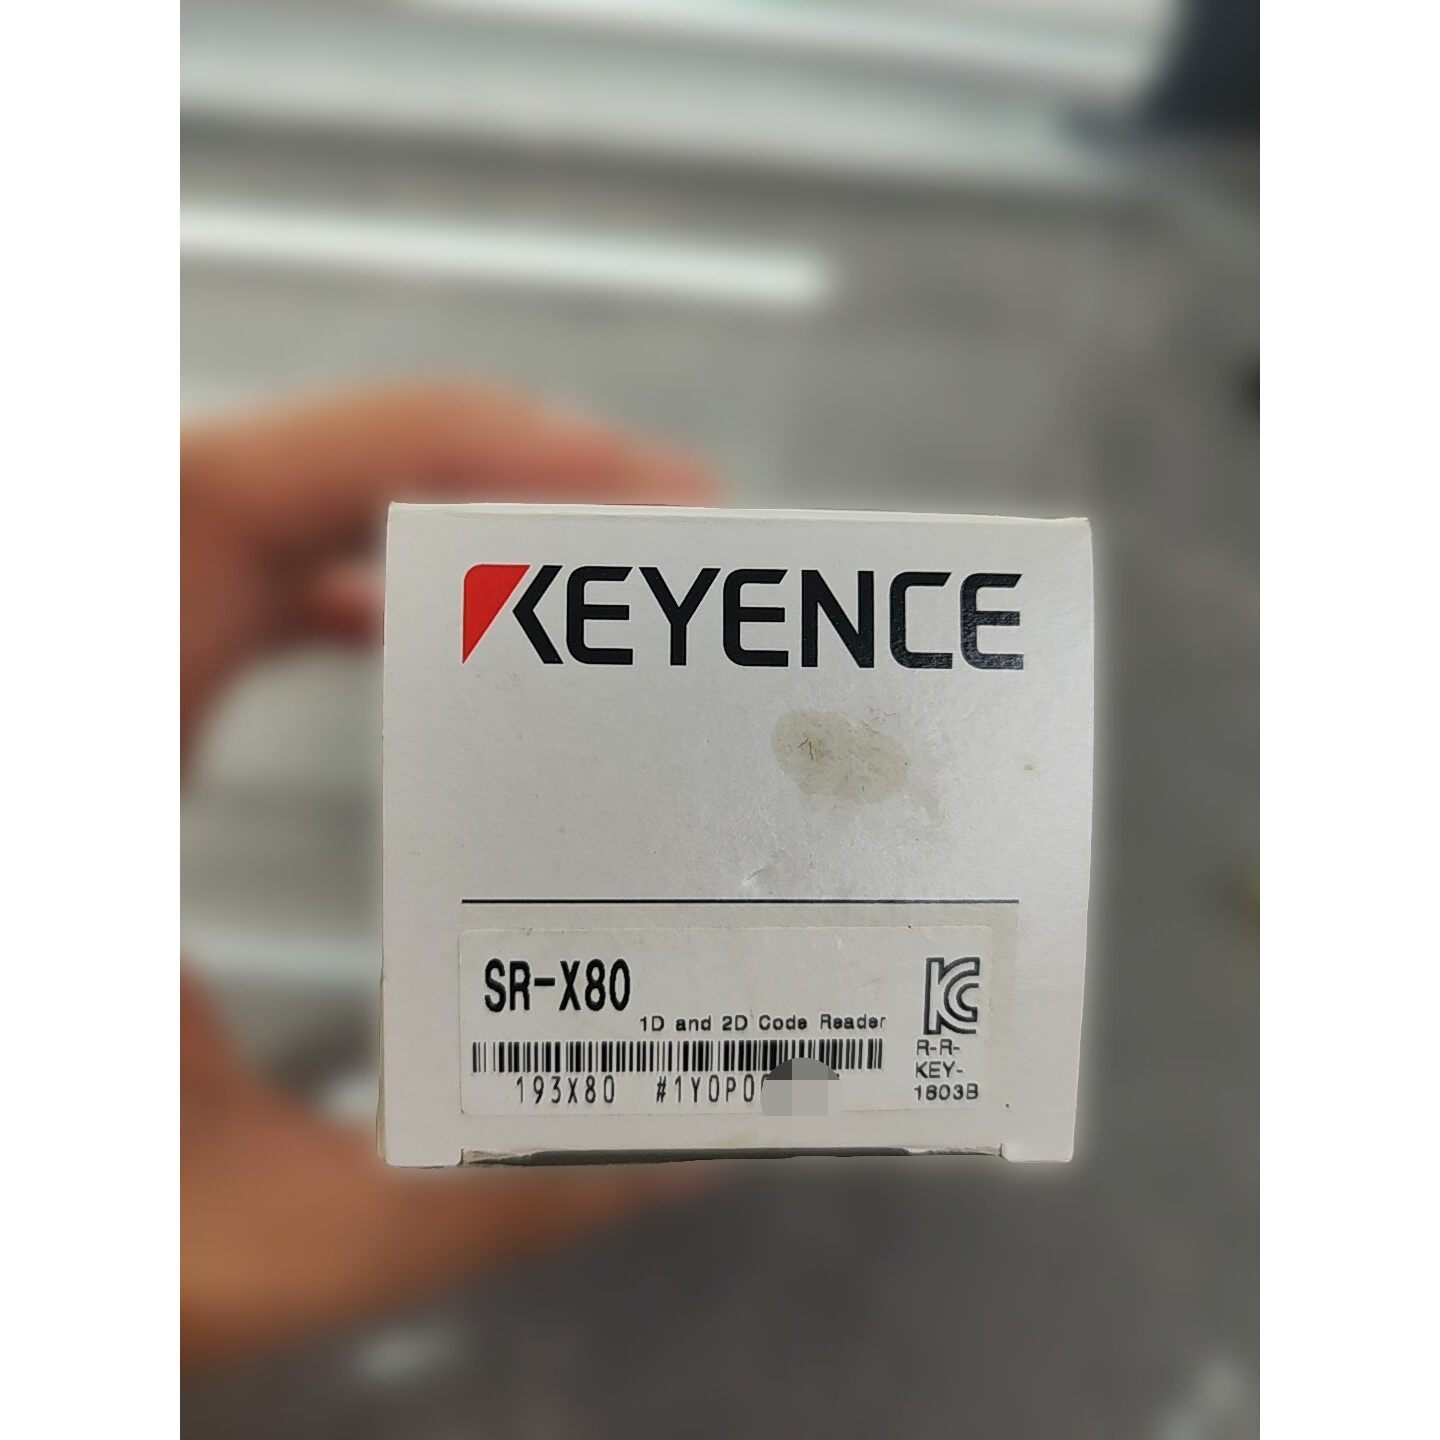 KEYENCE
SR-X80
1D and 2D Code Reader
193X80 #1Y0P0
R-R-
KEY-
1803B